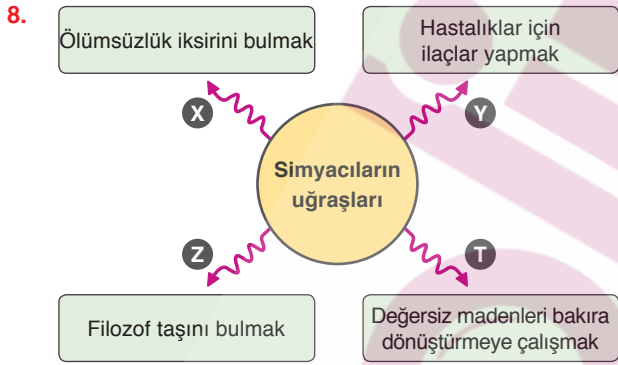 8.
Ölümsüzlük iksirini bulmak
Hastalıklar için
ilaçlar yapmak
X
Y
Simyacıların
uğraşları
Z
T
Filozof taşını bulmak
Değersiz madenleri bakıra
dönüştürmeye çalışmak